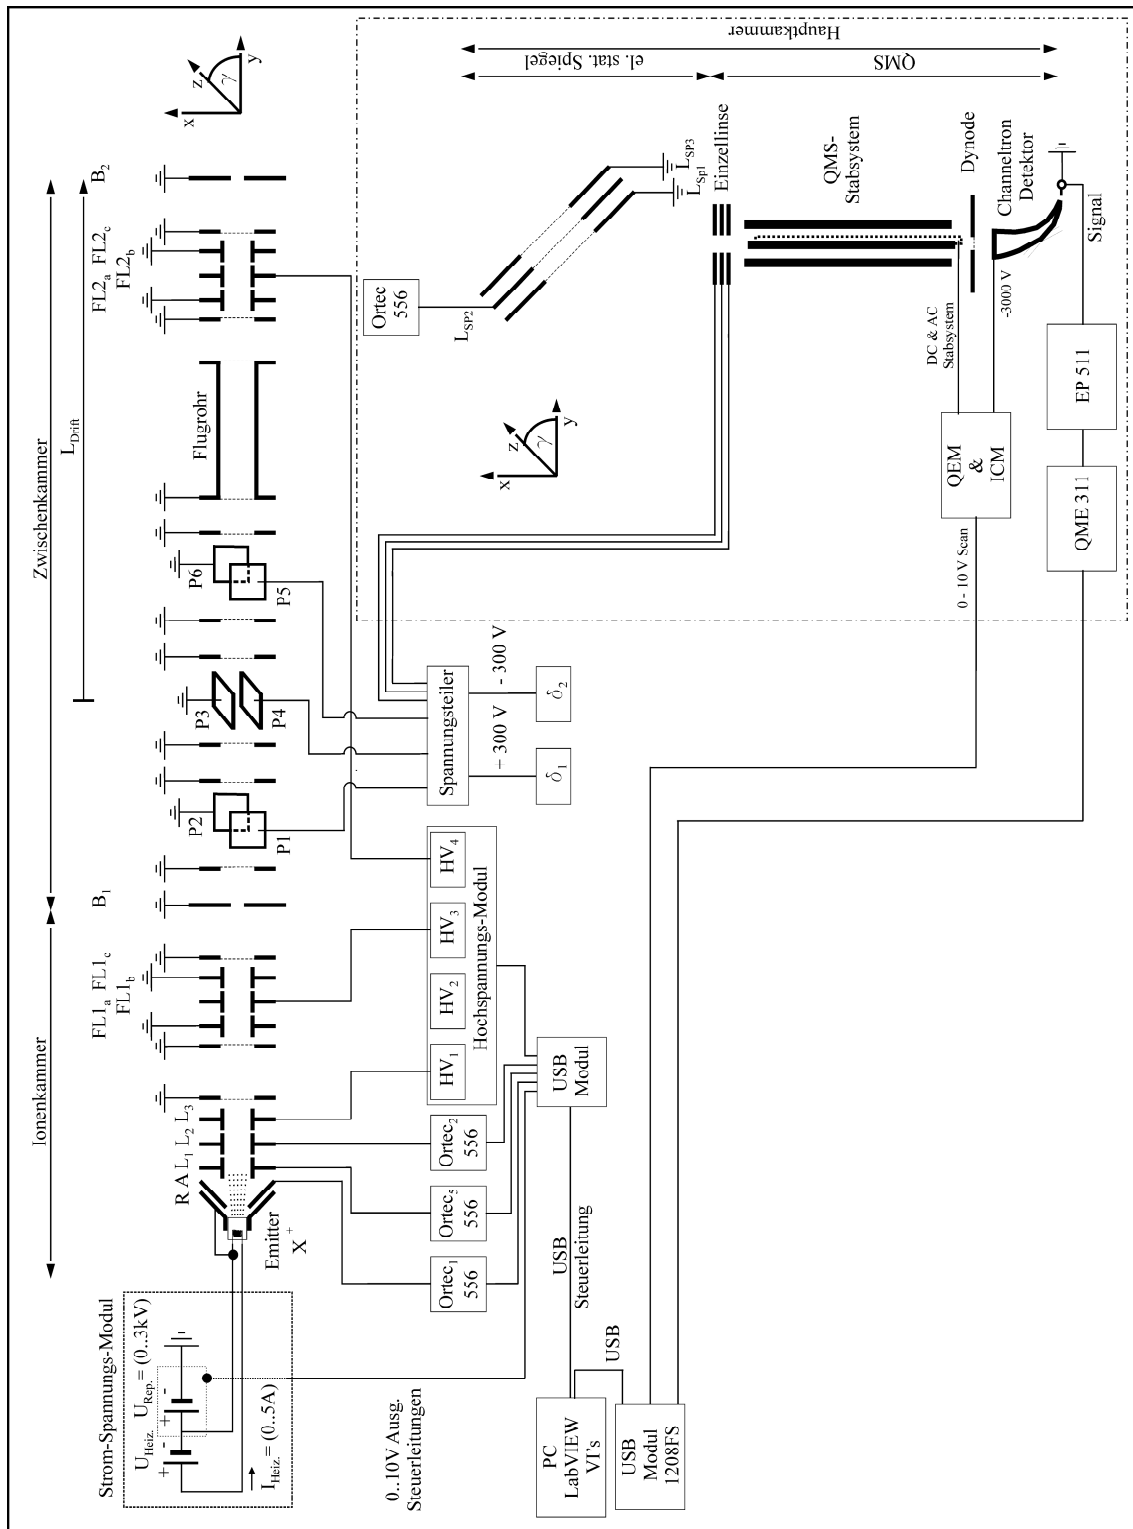 Strom-Spannungs-Modul
U_Heiz.
U_Rep. = (0..3kV)
+
-
+
-
I_Heiz. = (0..5A)
0..10V Ausg.
Steuerleitungen
Ionenkammer
Zwischenkammer
L_Drift
R A L_1 L_2 L_3
Emitter
X^+
FL1_a FL1_c
FL1_b
B_1
P2
P1
P3
P4
P6
P5
Flugrohr
FL2_a FL2_c
FL2_b
B_2
x
z
γ
y
Ortec_1
556
Ortec_5
556
Ortec_2
556
HV_1
HV_2
HV_3
HV_4
Hochspannungs-Modul
Spannungsteiler
+ 300 V
- 300 V
δ_1
δ_2
USB
Modul
USB
Steuerleitung
PC
LabVIEW
VI's
USB
USB
Modul
1208FS
Hauptkammer
el. stat. Spiegel
QMS
Ortec
556
L_SP2
L_SP3
L_Sp1
Einzellinse
QMS-
Stabsystem
Dynode
Channeltron
Detektor
x
z
γ
y
DC & AC
Stabsystem
-3000 V
Signal
QEM
&
ICM
EP 511
QME 311
0 - 10 V Scan